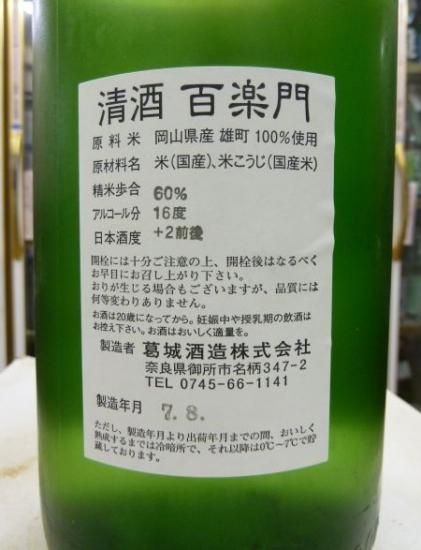 清酒 百楽門
原料米 岡山県産 雄町 100%使用
原材料名 米(国産)、米こうじ(国産米)
精米歩合 60%
アルコール分 16度
日本酒度 +2前後
開栓には十分ご注意の上、開栓後はなるべく
お早目にお召し上がり下さい。
おりが生じる場合もございますが、品質には
何等変わりありません。
お酒は20歳になってから。妊娠中や授乳期の飲酒は
お控え下さい。お酒はおいしく適量を。
製造者 葛城酒造株式会社
奈良県御所市名柄347-2
TEL 0745-66-1141
製造年月 7.8.
ただし、製造年月より出荷年月までの間、おいしく
熟成するまでは冷暗所で、それ以降は0℃〜7℃で貯
蔵しております。